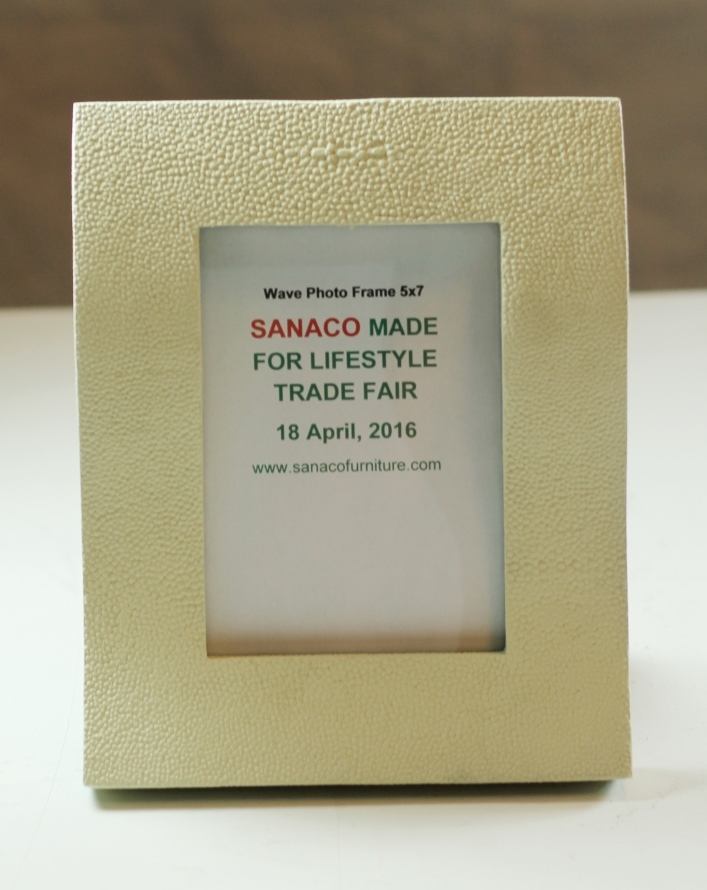 Wave Photo Frame 5x7
SANACO MADE
FOR LIFESTYLE
TRADE FAIR
18 April, 2016
www.sanacofurniture.com